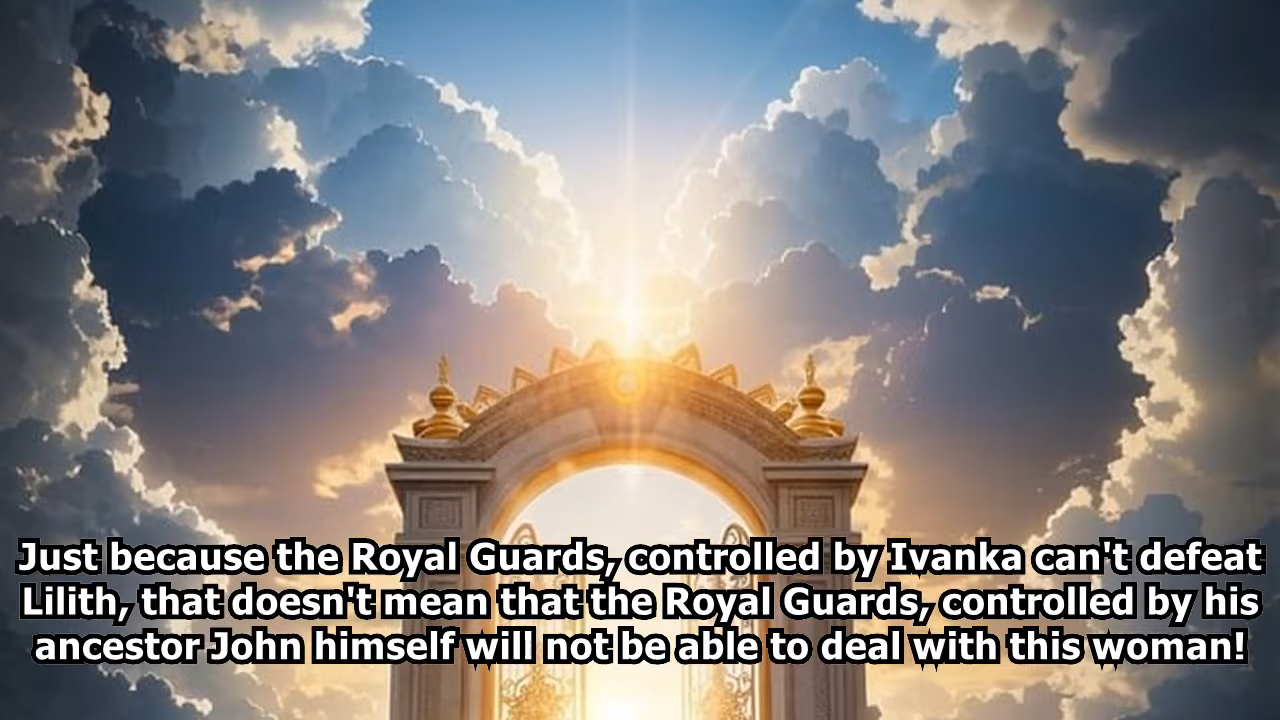 Just because the Royal Guards, controlled by Ivanka can't defeat
Lilith, that doesn't mean that the Royal Guards, controlled by his
ancestor John himself will not be able to deal with this woman!